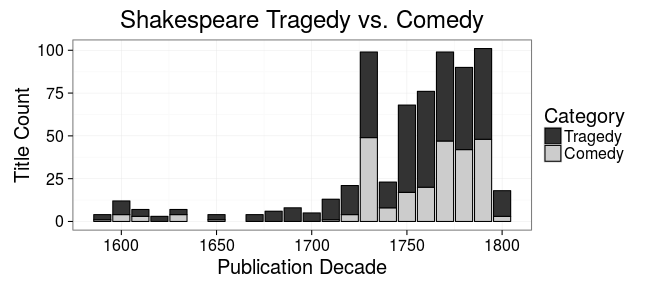 Shakespeare Tragedy vs. Comedy
100
75
50
25
0
Title Count
1600 1650 1700 1750 1800
Publication Decade
Category
Tragedy
Comedy